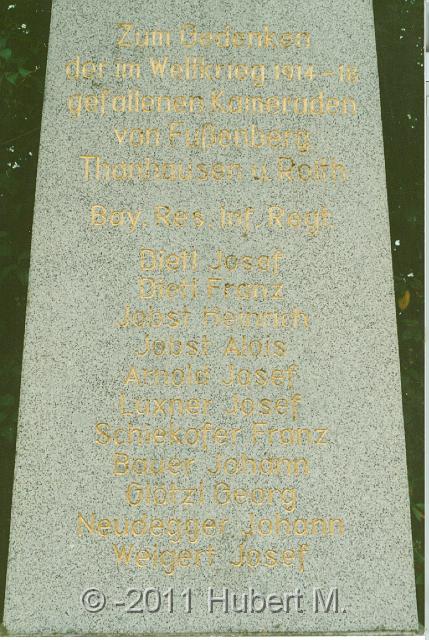 Zum Gedenken
der im Weltkrieg 1914-18
gefallenen Kameraden
von Fußenberg
Thanhausen u. Roith
Bay. Res. Inf. Regt.
Dietl Josef
Dietl Franz
Jobst Heinrich
Jobst Alois
Arnold Josef
Luxner Josef
Schiekofer Franz
Bauer Johann
Glötzl Georg
Neudegger Johann
Weigert Josef
© -2011 Hubert M.